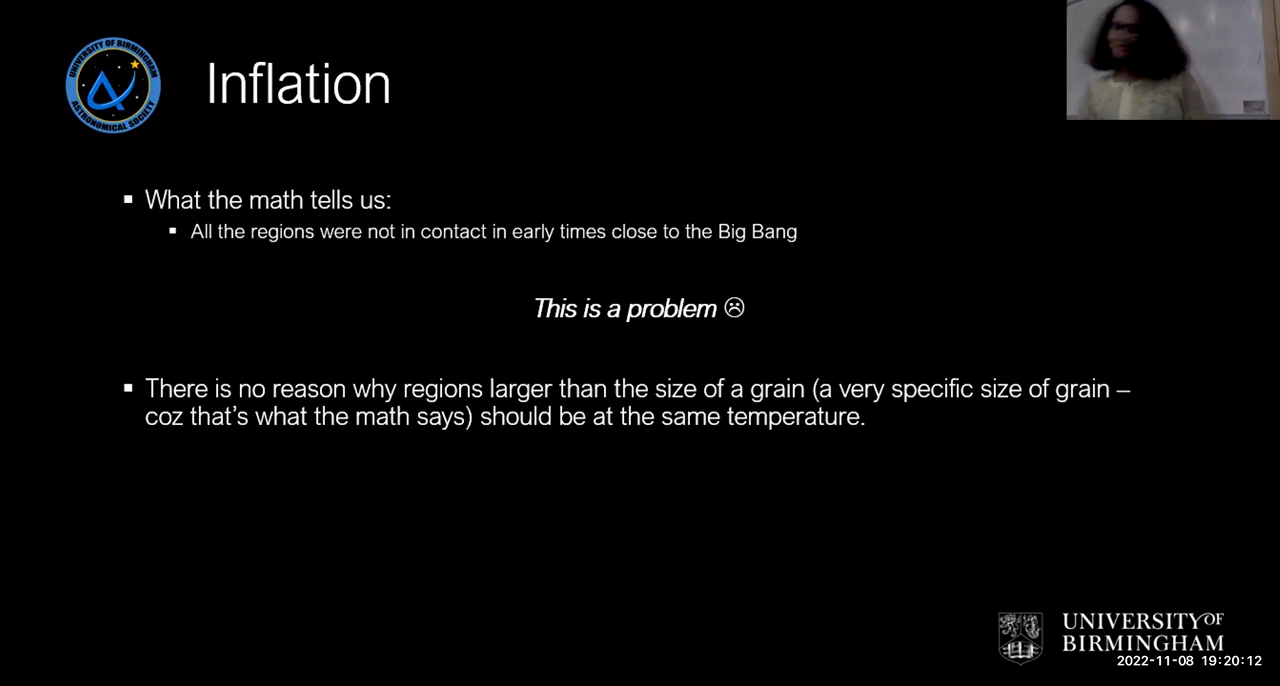 UNIVERSITY OF BIRMINGHAM
ASTRONOMICAL SOCIETY
Inflation
▪ What the math tells us:
▪ All the regions were not in contact in early times close to the Big Bang
This is a problem ☹
▪ There is no reason why regions larger than the size of a grain (a very specific size of grain –
coz that’s what the math says) should be at the same temperature.
UNIVERSITY OF
BIRMINGHAM
2022-11-08 19:20:12